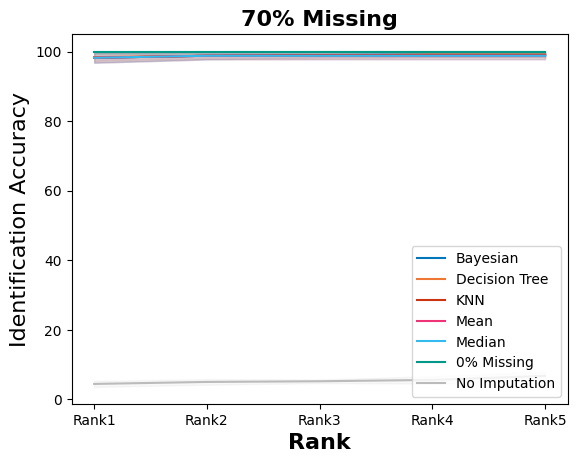 70% Missing
Identification Accuracy
100
80
60
40
20
0
Bayesian
Decision Tree
KNN
Mean
Median
0% Missing
No Imputation
Rank1 Rank2 Rank3 Rank4 Rank5
Rank